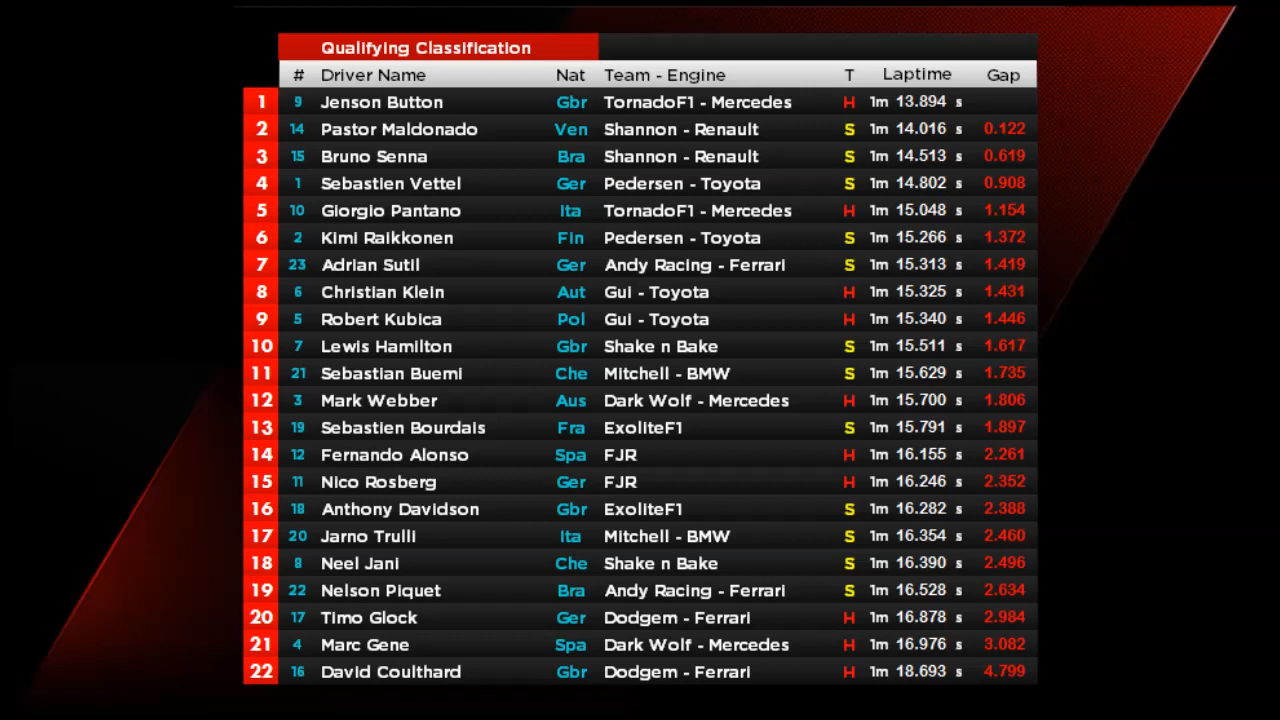 Qualifying Classification
# Driver Name Nat Team - Engine T Laptime Gap
1 9 Jenson Button Gbr TornadoF1 - Mercedes H 1m 13.894 s
2 14 Pastor Maldonado Ven Shannon - Renault S 1m 14.016 s 0.122
3 15 Bruno Senna Bra Shannon - Renault S 1m 14.513 s 0.619
4 1 Sebastien Vettel Ger Pedersen - Toyota S 1m 14.802 s 0.908
5 10 Giorgio Pantano Ita TornadoF1 - Mercedes H 1m 15.048 s 1.154
6 2 Kimi Raikkonen Fin Pedersen - Toyota S 1m 15.266 s 1.372
7 23 Adrian Sutil Ger Andy Racing - Ferrari S 1m 15.313 s 1.419
8 6 Christian Klein Aut Gui - Toyota H 1m 15.325 s 1.431
9 5 Robert Kubica Pol Gui - Toyota H 1m 15.340 s 1.446
10 7 Lewis Hamilton Gbr Shake n Bake S 1m 15.511 s 1.617
11 21 Sebastian Buemi Che Mitchell - BMW S 1m 15.629 s 1.735
12 3 Mark Webber Aus Dark Wolf - Mercedes H 1m 15.700 s 1.806
13 19 Sebastien Bourdais Fra ExoliteF1 S 1m 15.791 s 1.897
14 12 Fernando Alonso Spa FJR H 1m 16.155 s 2.261
15 11 Nico Rosberg Ger FJR H 1m 16.246 s 2.352
16 18 Anthony Davidson Gbr ExoliteF1 S 1m 16.282 s 2.388
17 20 Jarno Trulli Ita Mitchell - BMW S 1m 16.354 s 2.460
18 8 Neel Jani Che Shake n Bake S 1m 16.390 s 2.496
19 22 Nelson Piquet Bra Andy Racing - Ferrari S 1m 16.528 s 2.634
20 17 Timo Glock Ger Dodgem - Ferrari H 1m 16.878 s 2.984
21 4 Marc Gene Spa Dark Wolf - Mercedes H 1m 16.976 s 3.082
22 16 David Coulthard Gbr Dodgem - Ferrari H 1m 18.693 s 4.799